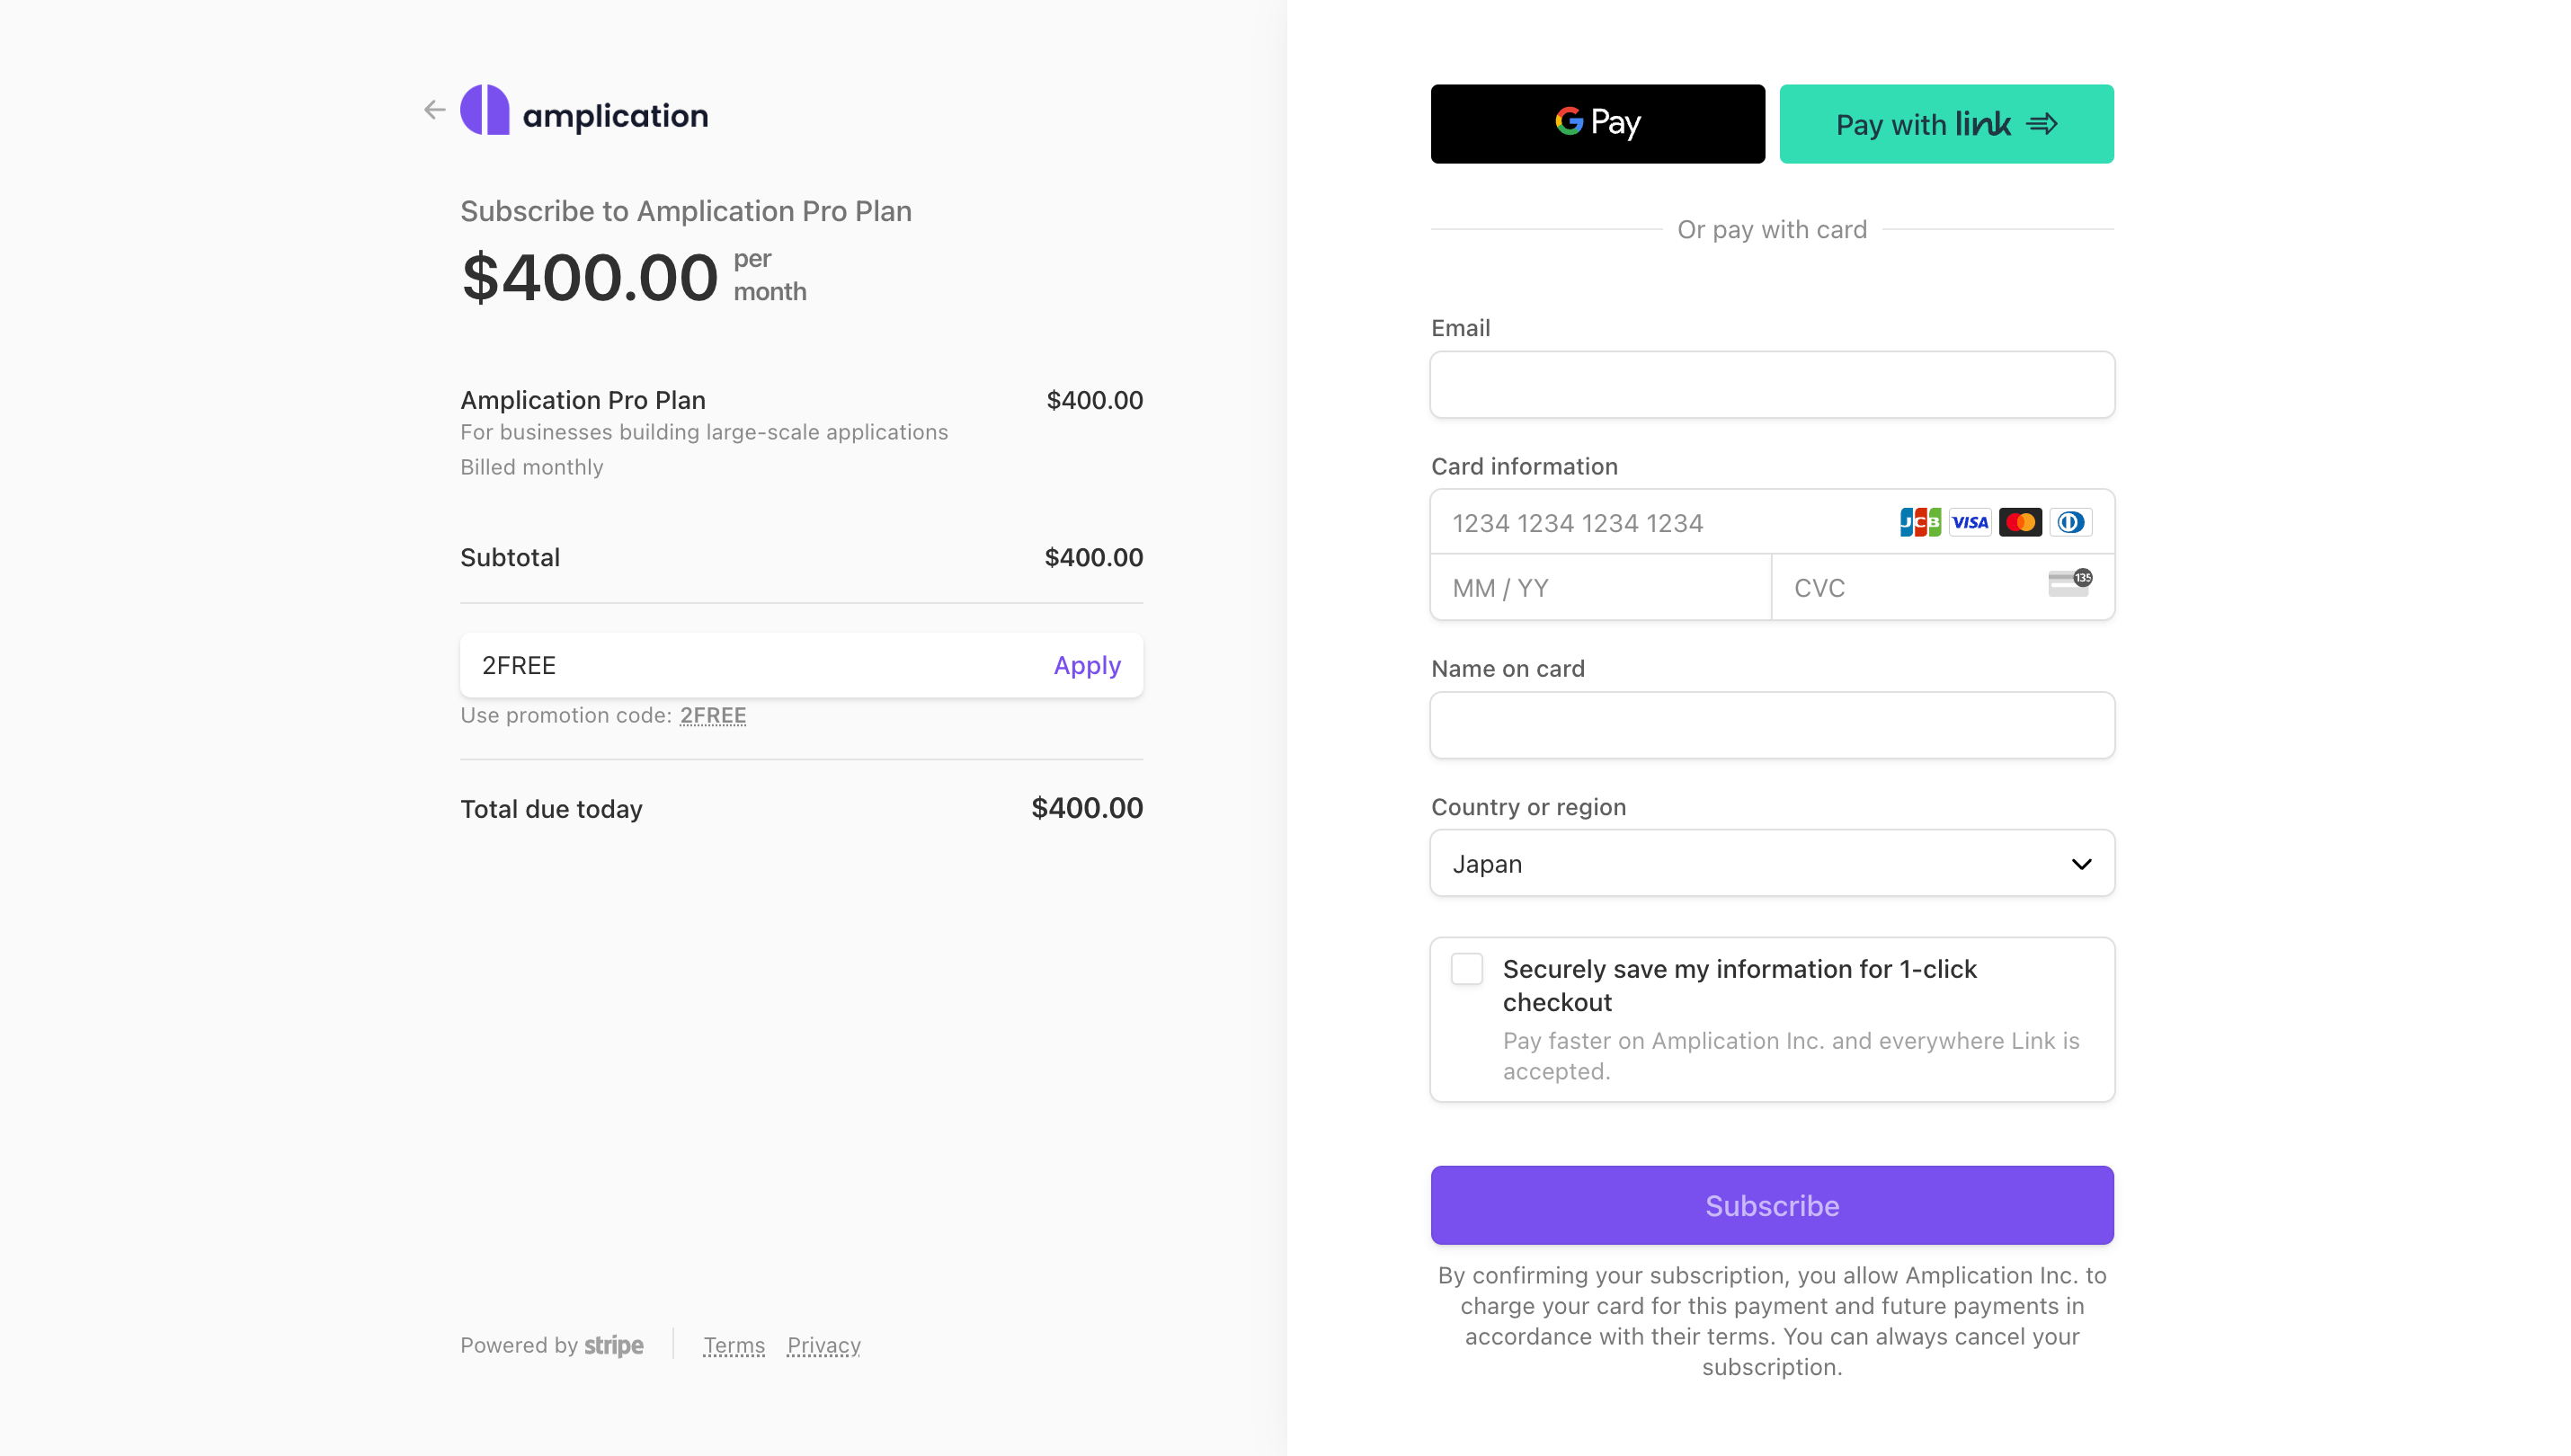 amplication
Subscribe to Amplication Pro Plan
$400.00 per
month
Amplication Pro Plan $400.00
For businesses building large-scale applications
Billed monthly
Subtotal $400.00
2FREE Apply
Use promotion code: 2FREE
Total due today $400.00
Powered by stripe Terms Privacy
G Pay Pay with link
Or pay with card
Email
Card information
1234 1234 1234 1234 JCB VISA
MM / YY CVC 135
Name on card
Country or region
Japan
Securely save my information for 1-click
checkout
Pay faster on Amplication Inc. and everywhere Link is
accepted.
Subscribe
By confirming your subscription, you allow Amplication Inc. to
charge your card for this payment and future payments in
accordance with their terms. You can always cancel your
subscription.